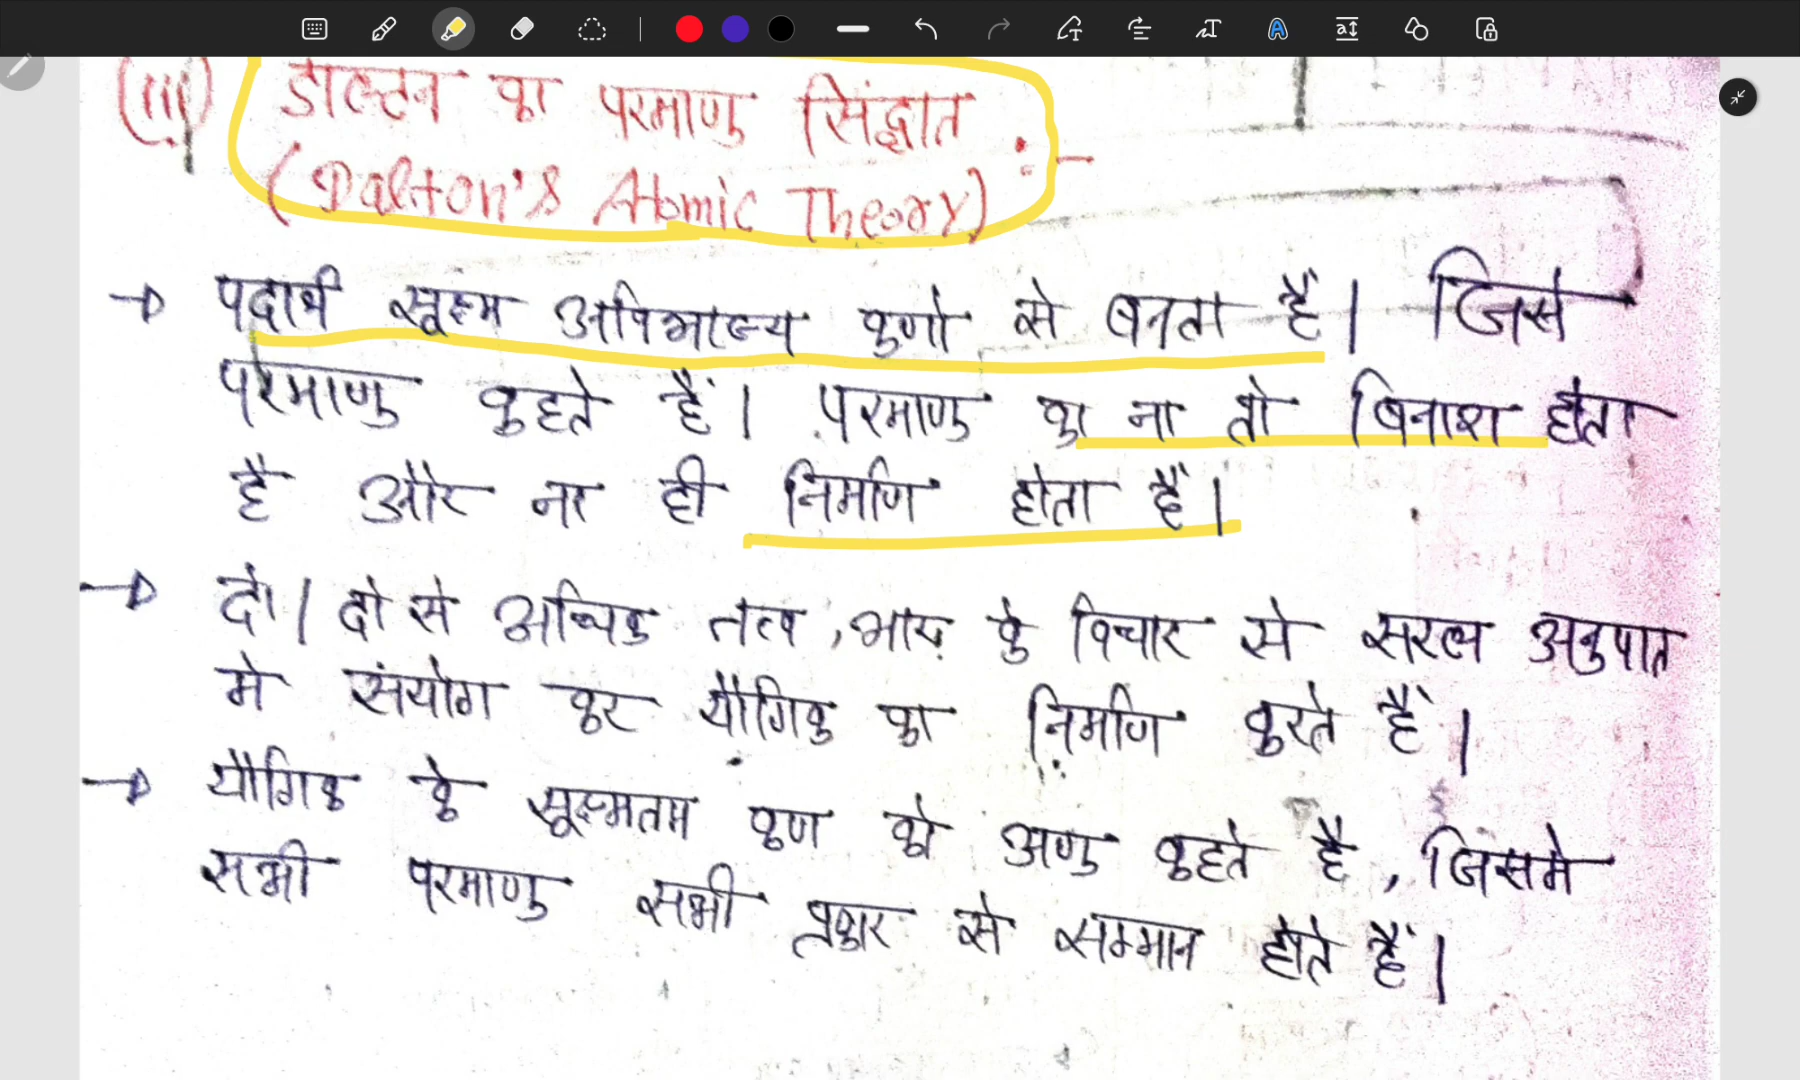 (iii) डाल्टन का परमाणु सिंद्धात :-
(Dalton's Atomic Theory)
→ पदार्थ सूक्ष्म अविभाज्य कणो से बनता हैं। जिसे
परमाणु कहते हैं। परमाणु का ना तो विनाश होता
है और ना ही निर्माण होता हैं।
→ दो / दो से अधिक तत्व, भार के विचार से सरल अनुपात
मे संयोग कर यौगिक का निर्माण करते हैं।
→ यौगिक के सूक्ष्मतम कण को अणु कहते है, जिसमे
सभी परमाणु सभी प्रकार से सम्मान होते हैं।